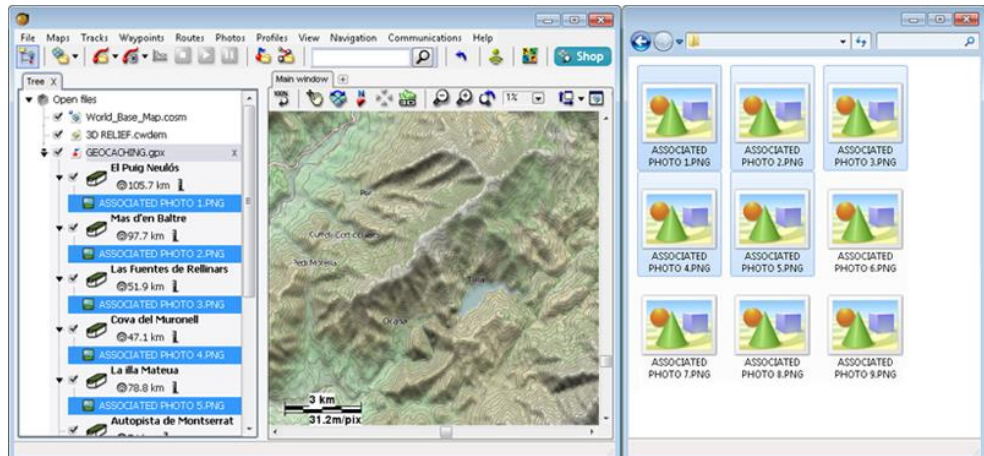 File Maps Tracks Waypoints Routes Photos Profiles View Navigation Communications Help
Shop
Tree X
Main window
100%
1%
Open files
World_Base_Map.cosm
3D RELIEF.cwdem
GEOCACHING.gpx X
El Puig Neulós
105.7 km
ASSOCIATED PHOTO 1.PNG
Mas d'en Baltre
97.7 km
ASSOCIATED PHOTO 2.PNG
Las Fuentes de Rellinars
51.9 km
ASSOCIATED PHOTO 3.PNG
Cova del Muronell
47.1 km
ASSOCIATED PHOTO 4.PNG
La illa Mateua
78.8 km
ASSOCIATED PHOTO 5.PNG
Autopista de Montserrat
3 km
31.2m/pix
ASSOCIATED
PHOTO 1.PNG
ASSOCIATED
PHOTO 2.PNG
ASSOCIATED
PHOTO 3.PNG
ASSOCIATED
PHOTO 4.PNG
ASSOCIATED
PHOTO 5.PNG
ASSOCIATED
PHOTO 6.PNG
ASSOCIATED
PHOTO 7.PNG
ASSOCIATED
PHOTO 8.PNG
ASSOCIATED
PHOTO 9.PNG